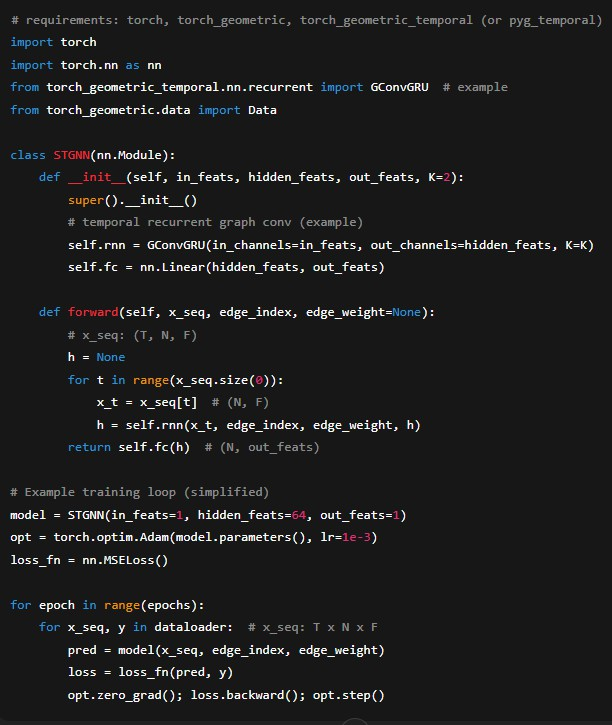 # requirements: torch, torch_geometric, torch_geometric_temporal (or pyg_temporal)
import torch
import torch.nn as nn
from torch_geometric_temporal.nn.recurrent import GConvGRU  # example
from torch_geometric.data import Data

class STGNN(nn.Module):
    def __init__(self, in_feats, hidden_feats, out_feats, K=2):
        super().__init__()
        # temporal recurrent graph conv (example)
        self.rnn = GConvGRU(in_channels=in_feats, out_channels=hidden_feats, K=K)
        self.fc = nn.Linear(hidden_feats, out_feats)

    def forward(self, x_seq, edge_index, edge_weight=None):
        # x_seq: (T, N, F)
        h = None
        for t in range(x_seq.size(0)):
            x_t = x_seq[t]  # (N, F)
            h = self.rnn(x_t, edge_index, edge_weight, h)
        return self.fc(h)  # (N, out_feats)

# Example training loop (simplified)
model = STGNN(in_feats=1, hidden_feats=64, out_feats=1)
opt = torch.optim.Adam(model.parameters(), lr=1e-3)
loss_fn = nn.MSELoss()

for epoch in range(epochs):
    for x_seq, y in dataloader:  # x_seq: T x N x F
        pred = model(x_seq, edge_index, edge_weight)
        loss = loss_fn(pred, y)
        opt.zero_grad(); loss.backward(); opt.step()